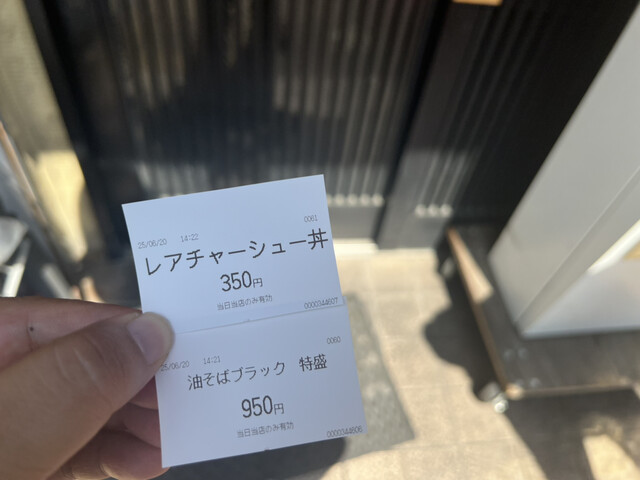 0061
25/06/20 14:22
レアチャーシュー丼
350円
当日当店のみ有効
0000344607
0060
25/06/20 14:21
油そばブラック 特盛
950円
当日当店のみ有効
0000344606